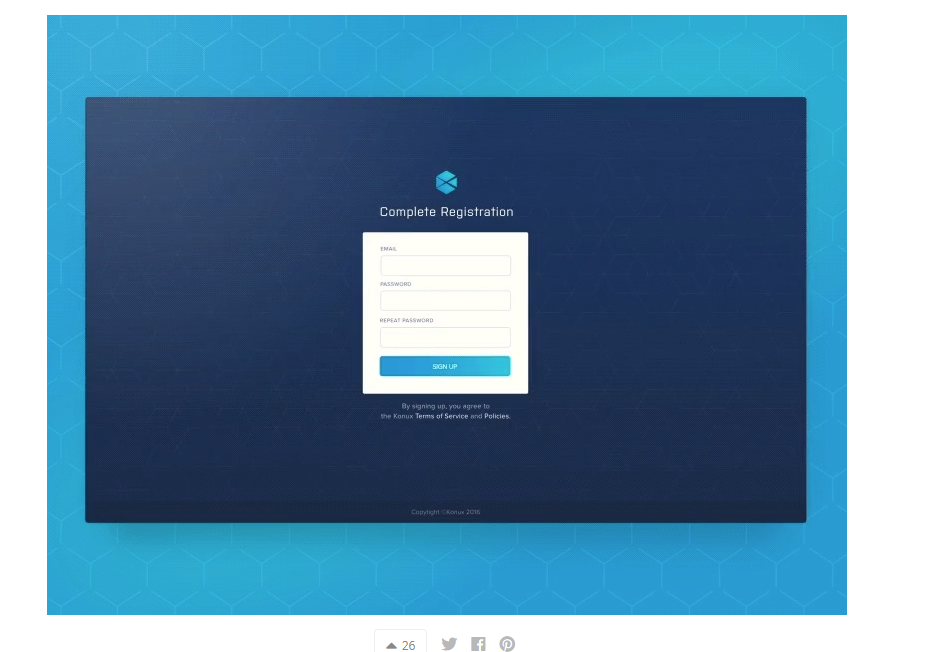 Complete Registration
EMAIL
PASSWORD
REPEAT PASSWORD
SIGN UP
By signing up, you agree to
the Konux Terms of Service and Policies.
Copyright ©Konux 2016
26